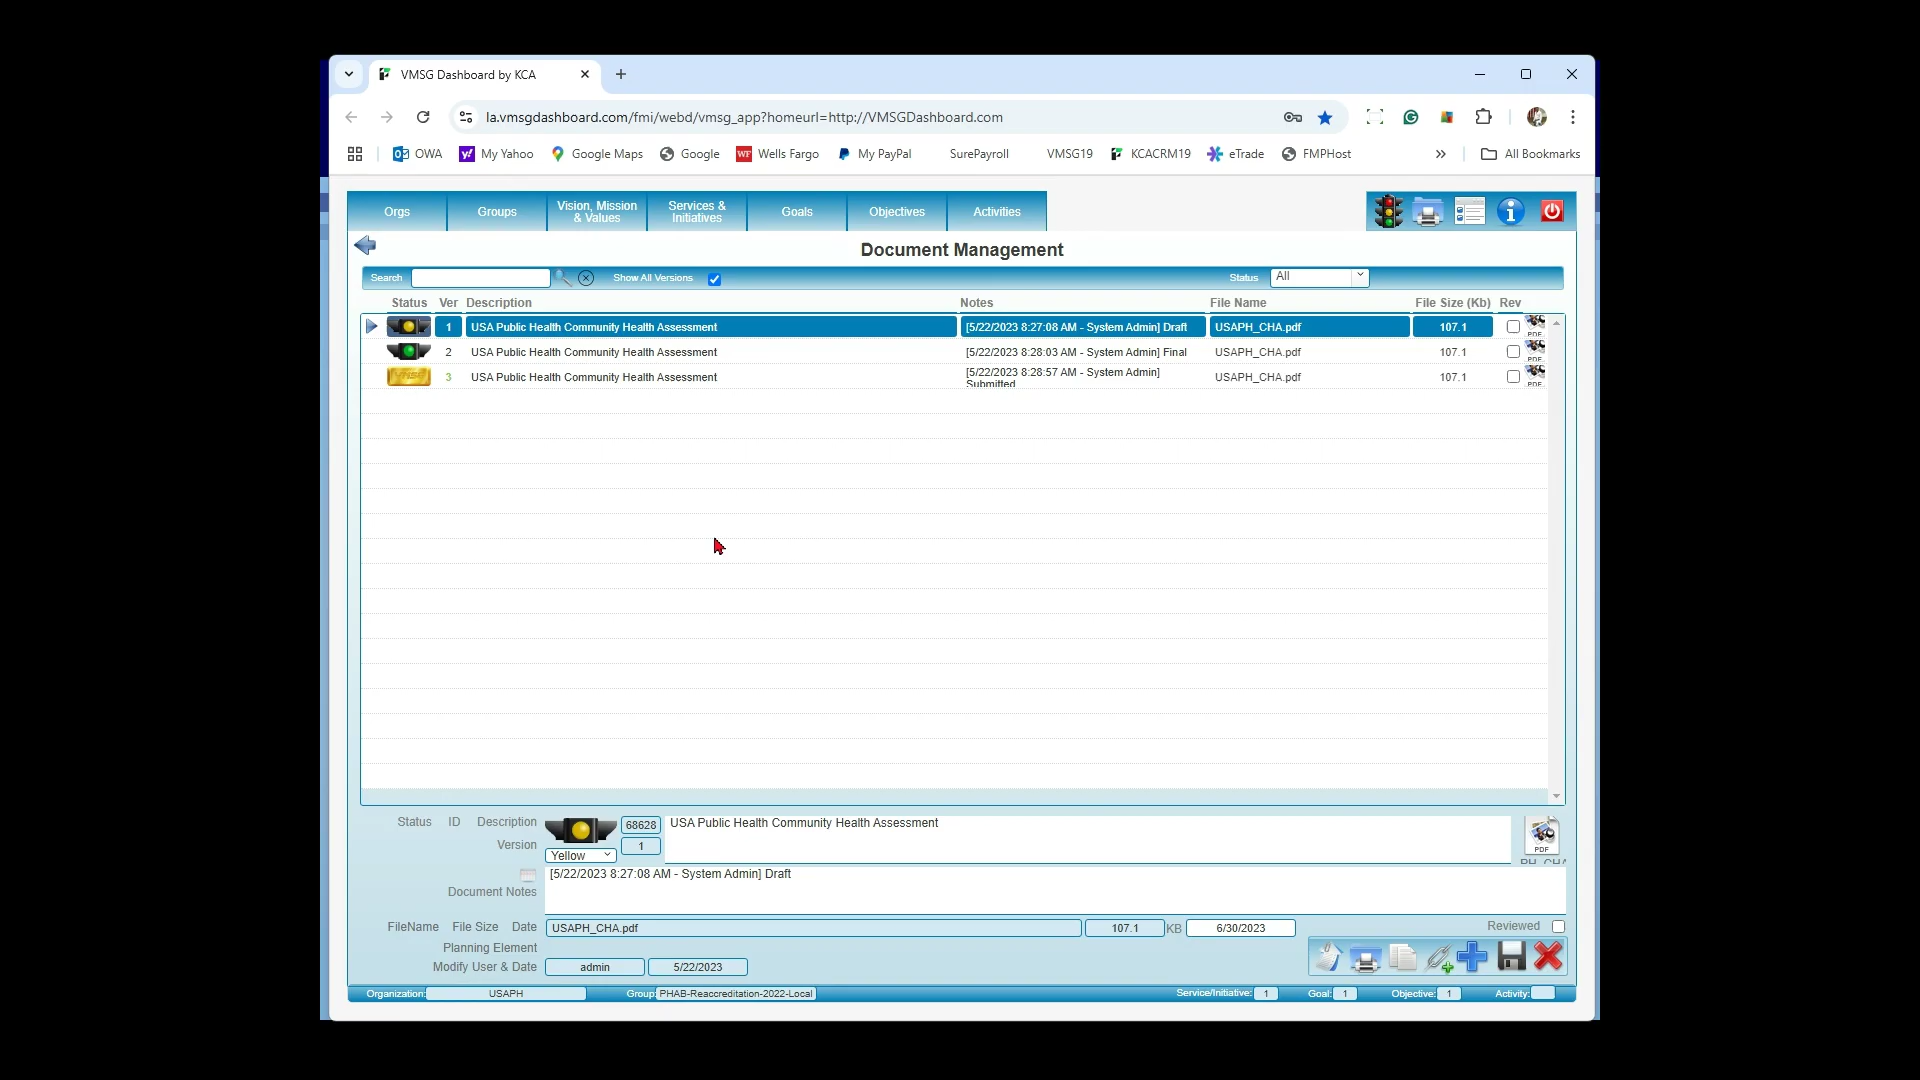 VMSG Dashboard by KCA
la.vmsgdashboard.com/fmi/webd/vmsg_app?homeurl=http://VMSGDashboard.com
OWA My Yahoo Google Maps Google WF Wells Fargo My PayPal SurePayroll VMSG19 KCACRM19 eTrade FMPHost » All Bookmarks
Orgs Groups Vision, Mission & Values Services & Initiatives Goals Objectives Activities
Document Management
Search Show All Versions Status All
Status Ver Description Notes File Name File Size (Kb) Rev
1 USA Public Health Community Health Assessment [5/22/2023 8:27:08 AM - System Admin] Draft USAPH_CHA.pdf 107.1 PDF
2 USA Public Health Community Health Assessment [5/22/2023 8:28:03 AM - System Admin] Final USAPH_CHA.pdf 107.1 PDF
3 USA Public Health Community Health Assessment [5/22/2023 8:28:57 AM - System Admin] USAPH_CHA.pdf 107.1 PDF
Submitted
Status ID Description 68628 USA Public Health Community Health Assessment
Version Yellow 1 PDF
[5/22/2023 8:27:08 AM - System Admin] Draft
Document Notes
FileName File Size Date USAPH_CHA.pdf 107.1 KB 6/30/2023 Reviewed
Planning Element
Modify User & Date admin 5/22/2023
Organization: USAPH Group: PHAB-Reaccreditation-2022-Local Service/Initiative: 1 Goal: 1 Objective: 1 Activity: